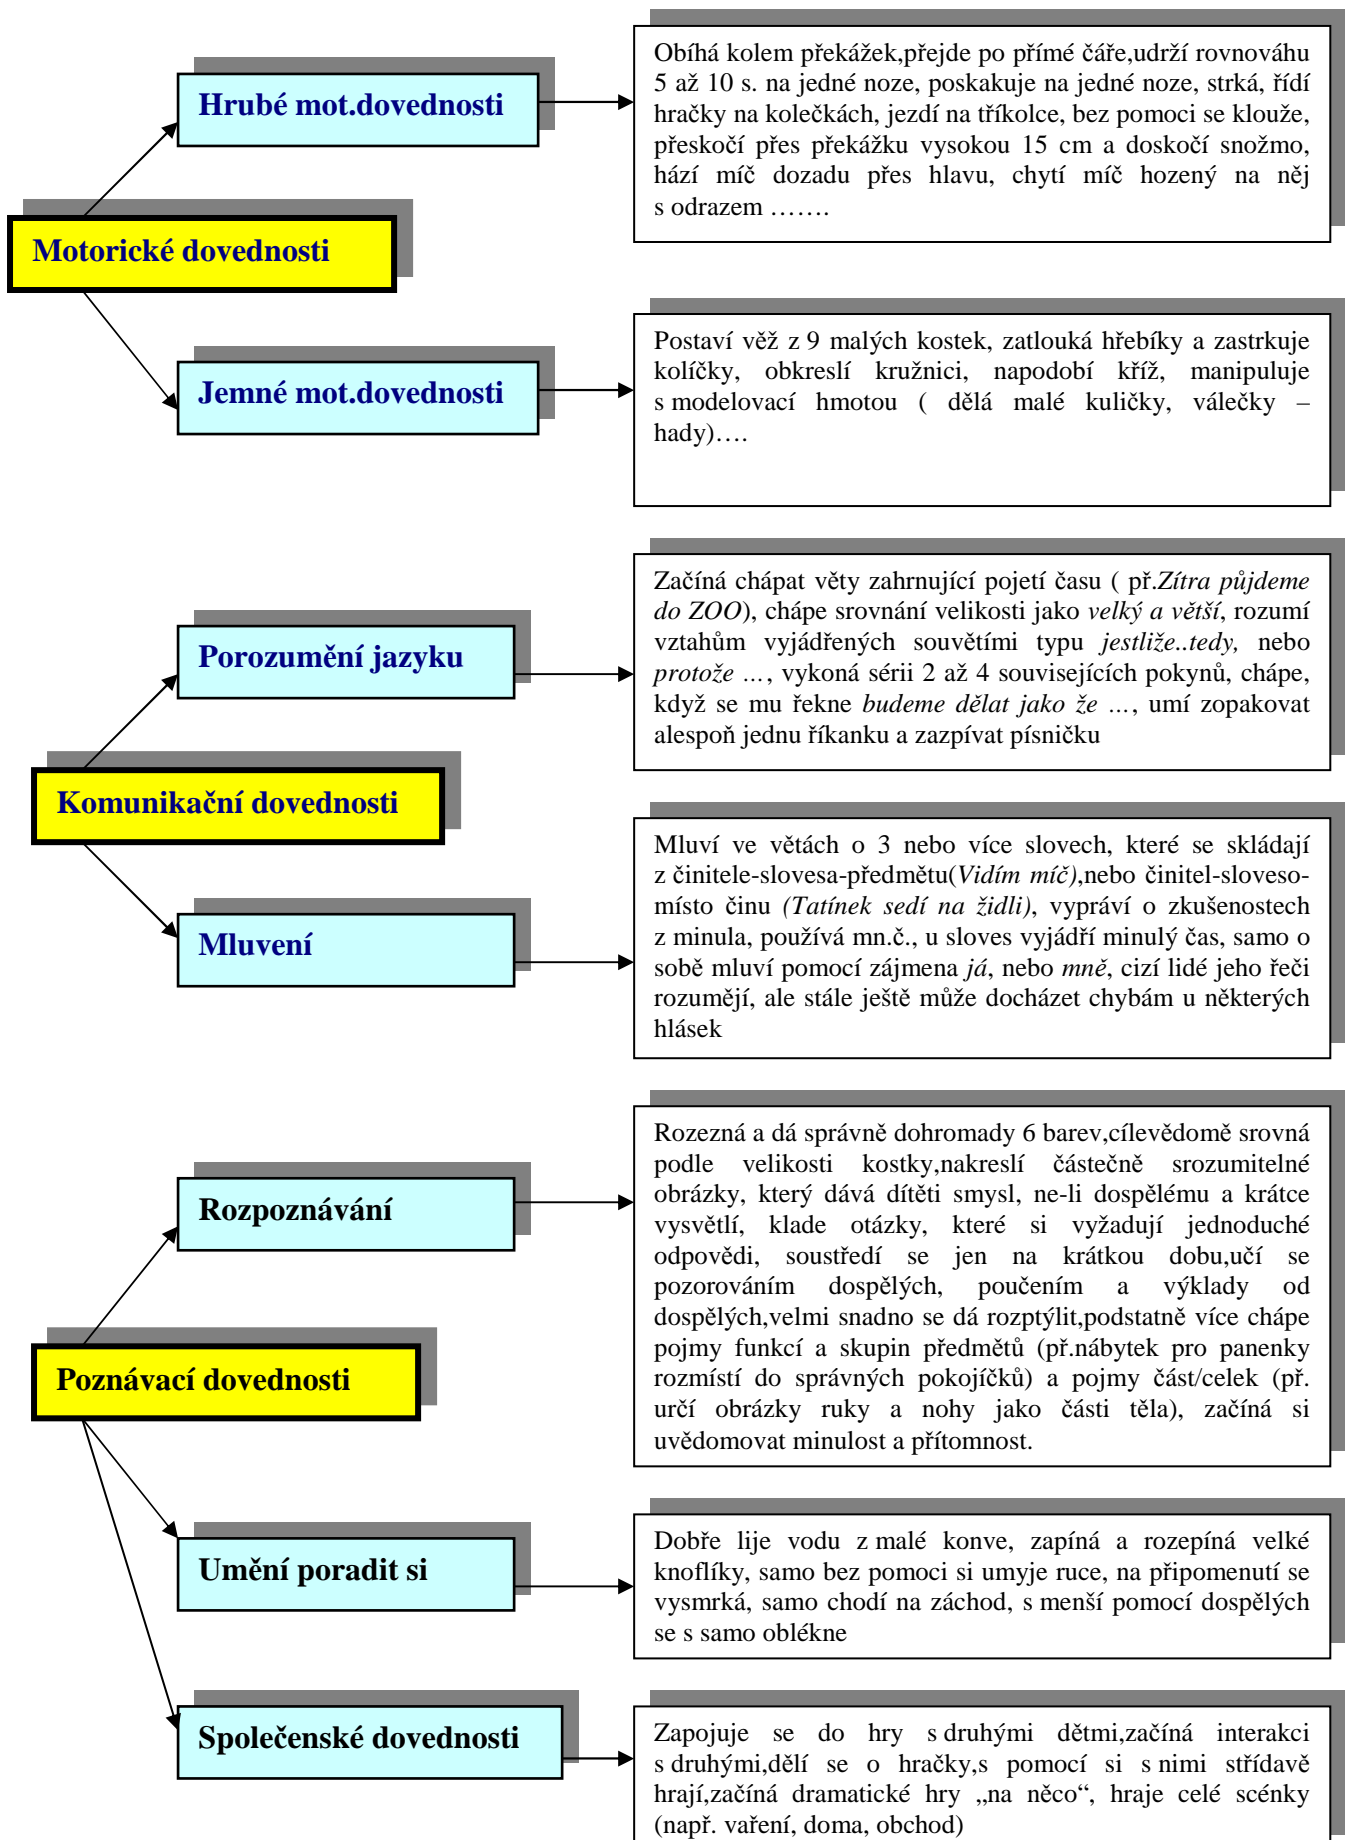 Obíhá kolem překážek,přejde po přímé čáře,udrží rovnováhu
5 až 10 s. na jedné noze, poskakuje na jedné noze, strká, řídí
hračky na kolečkách, jezdí na tříkolce, bez pomoci se klouže,
přeskočí přes překážku vysokou 15 cm a doskočí snožmo,
hází míč dozadu přes hlavu, chytí míč hozený na něj
s odrazem …….
Hrubé mot.dovednosti
Motorické dovednosti
Jemné mot.dovednosti
Postaví věž z 9 malých kostek, zatlouká hřebíky a zastrkuje
kolíčky, obkreslí kružnici, napodobí kříž, manipuluje
s modelovací hmotou ( dělá malé kuličky, válečky –
hady)….
Začíná chápat věty zahrnující pojetí času ( př.Zítra půjdeme
do ZOO), chápe srovnání velikosti jako velký a větší, rozumí
vztahům vyjádřených souvětími typu jestliže..tedy, nebo
protože …, vykoná sérii 2 až 4 souvisejících pokynů, chápe,
když se mu řekne budeme dělat jako že …, umí zopakovat
alespoň jednu říkanku a zazpívat písničku
Porozumění jazyku
Komunikační dovednosti
Mluvení
Mluví ve větách o 3 nebo více slovech, které se skládají
z činitele-slovesa-předmětu(Vidím míč),nebo činitel-sloveso-
místo činu (Tatínek sedí na židli), vypráví o zkušenostech
z minula, používá mn.č., u sloves vyjádří minulý čas, samo o
sobě mluví pomocí zájmena já, nebo mně, cizí lidé jeho řeči
rozumějí, ale stále ještě může docházet chybám u některých
hlásek
Rozezná a dá správně dohromady 6 barev,cílevědomě srovná
podle velikosti kostky,nakreslí částečně srozumitelné
obrázky, který dává dítěti smysl, ne-li dospělému a krátce
vysvětlí, klade otázky, které si vyžadují jednoduché
odpovědi, soustředí se jen na krátkou dobu,učí se
pozorováním dospělých, poučením a výklady od
dospělých,velmi snadno se dá rozptýlit,podstatně více chápe
pojmy funkcí a skupin předmětů (př.nábytek pro panenky
rozmístí do správných pokojíčků) a pojmy část/celek (př.
určí obrázky ruky a nohy jako části těla), začíná si
uvědomovat minulost a přítomnost.
Rozpoznávání
Poznávací dovednosti
Umění poradit si
Dobře lije vodu z malé konve, zapíná a rozepíná velké
knoflíky, samo bez pomoci si umyje ruce, na připomenutí se
vysmrká, samo chodí na záchod, s menší pomocí dospělých
se s samo oblékne
Společenské dovednosti
Zapojuje se do hry s druhými dětmi,začíná interakci
s druhými,dělí se o hračky,s pomocí si s nimi střídavě
hrají,začíná dramatické hry „na něco“, hraje celé scénky
(např. vaření, doma, obchod)